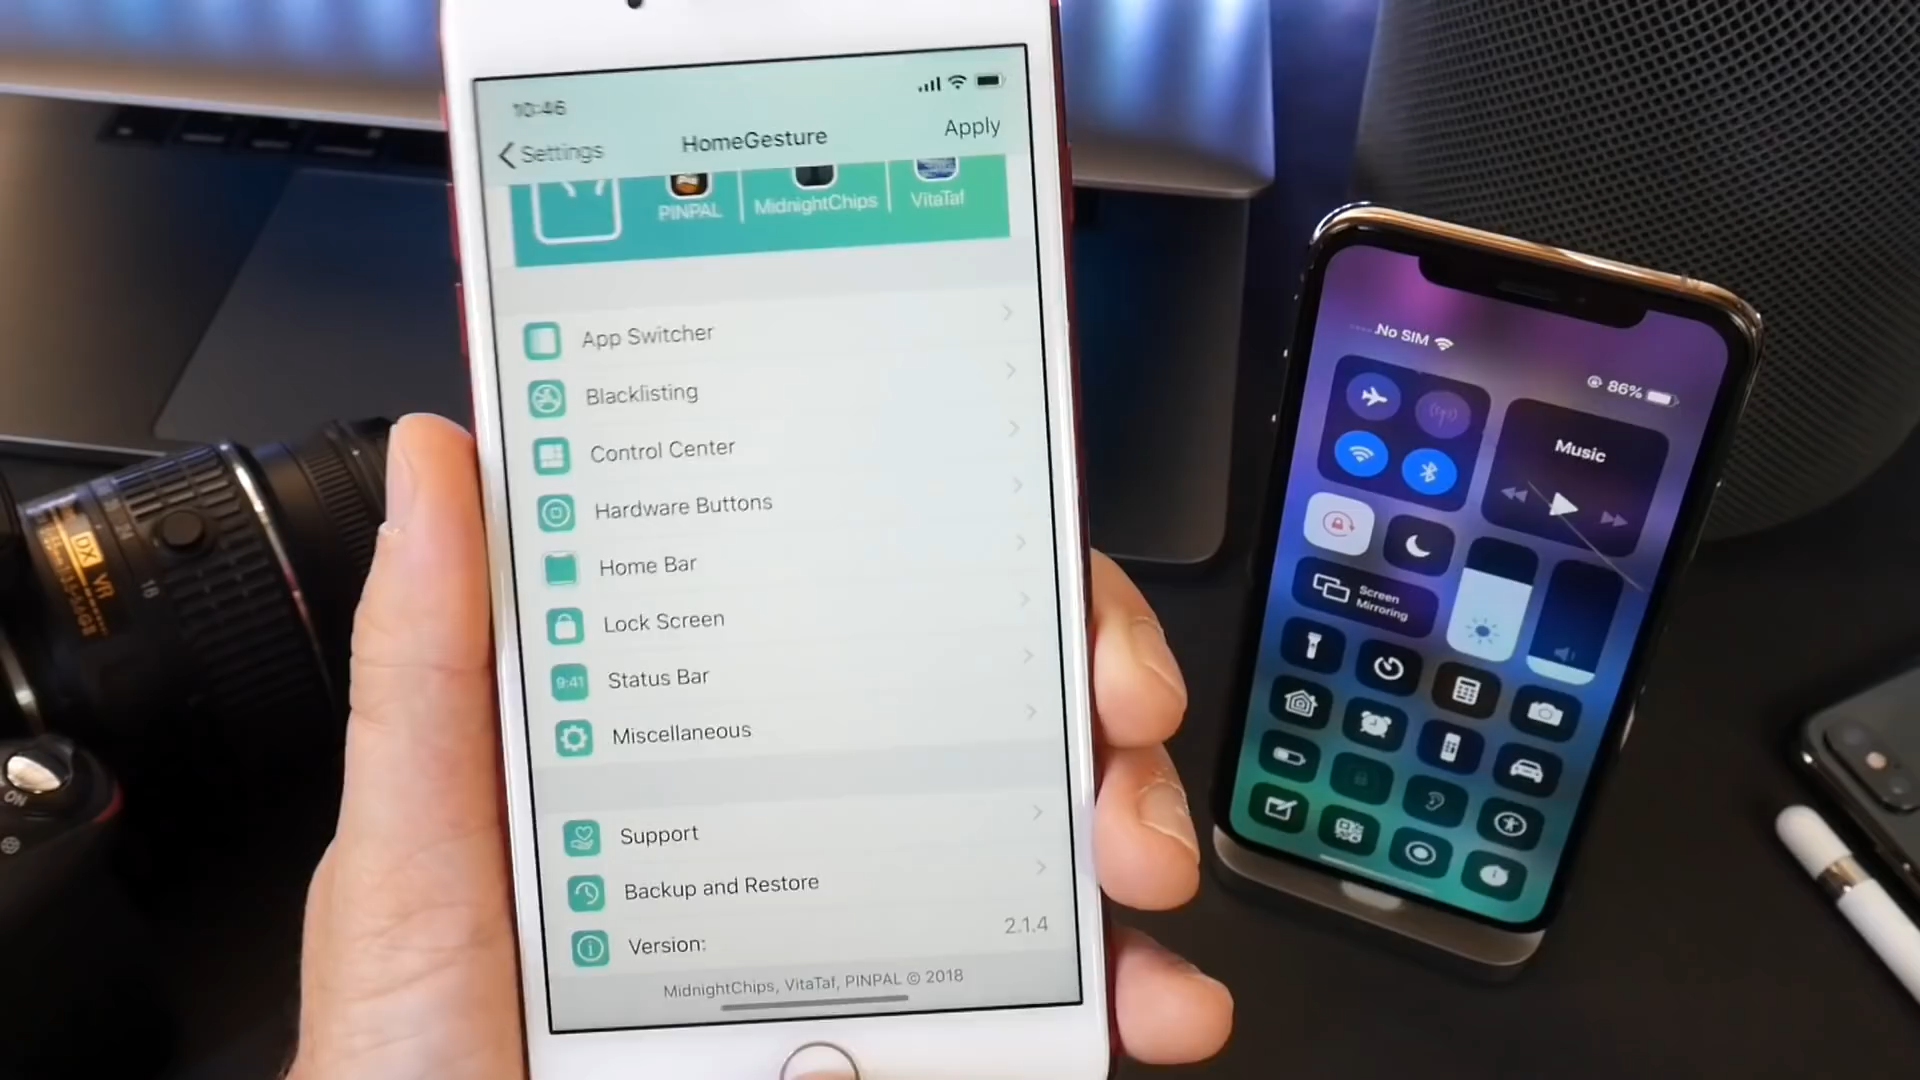 10:46
Settings
HomeGesture
Apply
PINPAL
MidnightChips
VitaTaf
App Switcher
Blacklisting
Control Center
Hardware Buttons
Home Bar
Lock Screen
9:41
Status Bar
Miscellaneous
Support
Backup and Restore
Version:
2.1.4
MidnightChips, VitaTaf, PINPAL © 2018
No SIM
86%
Music
Screen
Mirroring
DX
VR
24
18
ON